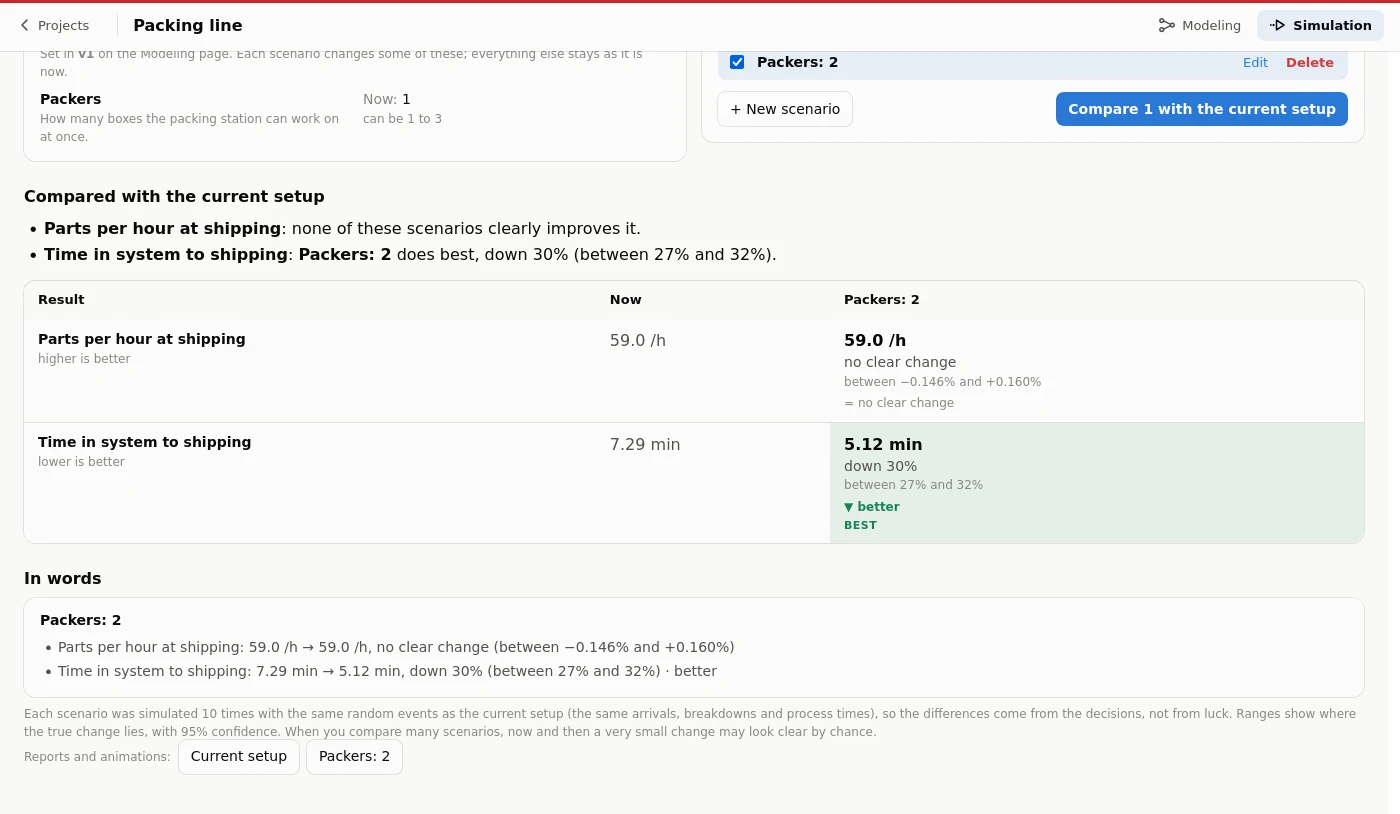 Projects
Packing line
Modeling
Simulation
Set in V1 on the Modeling page. Each scenario changes some of these; everything else stays as it is
now.
Packers
Now: 1
How many boxes the packing station can work on
can be 1 to 3
at once.
Packers: 2
Edit
Delete
+ New scenario
Compare 1 with the current setup
Compared with the current setup
• Parts per hour at shipping: none of these scenarios clearly improves it.
• Time in system to shipping: Packers: 2 does best, down 30% (between 27% and 32%).
Result
Now
Packers: 2
Parts per hour at shipping
higher is better
59.0 /h
59.0 /h
no clear change
between −0.146% and +0.160%
= no clear change
Time in system to shipping
lower is better
7.29 min
5.12 min
down 30%
between 27% and 32%
▼ better
BEST
In words
Packers: 2
• Parts per hour at shipping: 59.0 /h → 59.0 /h, no clear change (between −0.146% and +0.160%)
• Time in system to shipping: 7.29 min → 5.12 min, down 30% (between 27% and 32%) · better
Each scenario was simulated 10 times with the same random events as the current setup (the same arrivals, breakdowns and process times), so the differences come from the decisions, not from luck. Ranges show where
the true change lies, with 95% confidence. When you compare many scenarios, now and then a very small change may look clear by chance.
Reports and animations:
Current setup
Packers: 2